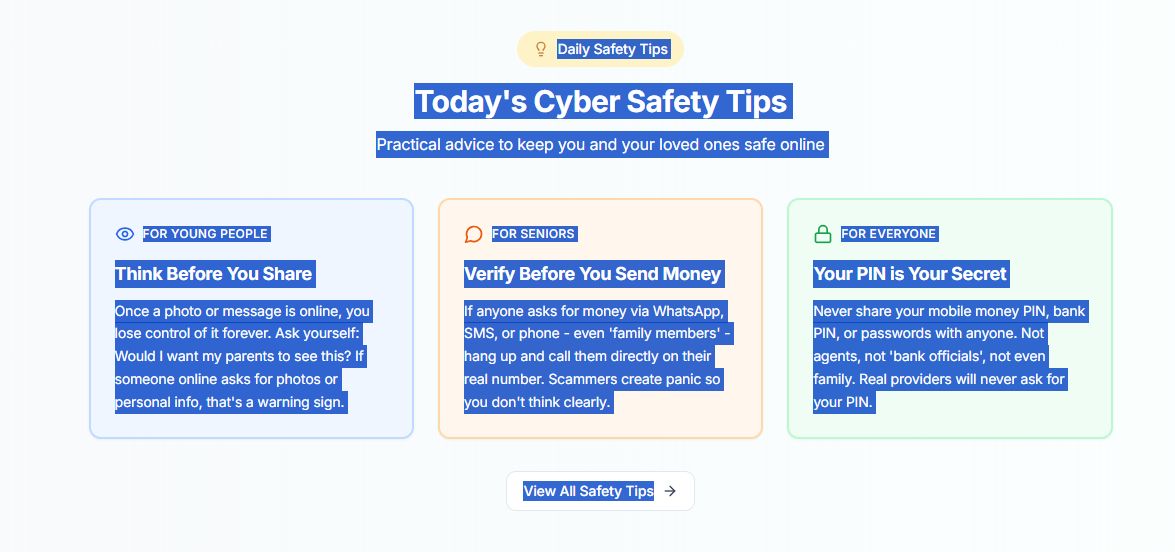 Daily Safety Tips
Today's Cyber Safety Tips
Practical advice to keep you and your loved ones safe online
FOR YOUNG PEOPLE
Think Before You Share
Once a photo or message is online, you
lose control of it forever. Ask yourself:
Would I want my parents to see this? If
someone online asks for photos or
personal info, that's a warning sign.
FOR SENIORS
Verify Before You Send Money
If anyone asks for money via WhatsApp,
SMS, or phone - even 'family members' -
hang up and call them directly on their
real number. Scammers create panic so
you don't think clearly.
FOR EVERYONE
Your PIN is Your Secret
Never share your mobile money PIN, bank
PIN, or passwords with anyone. Not
agents, not 'bank officials', not even
family. Real providers will never ask for
your PIN.
View All Safety Tips